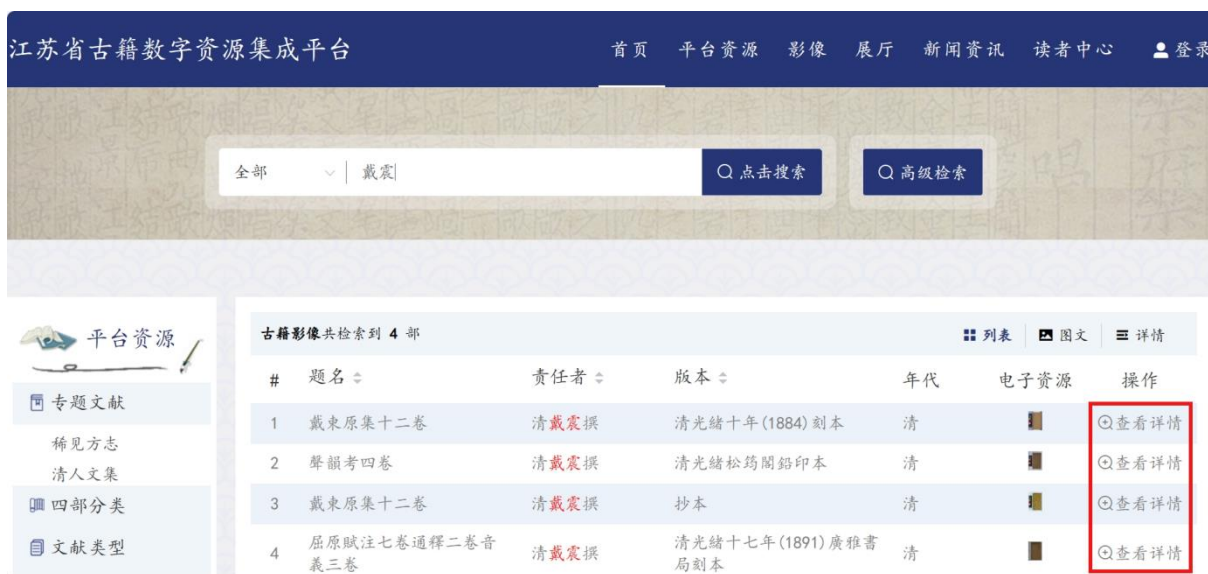 江苏省古籍数字资源集成平台 首页 平台资源 影像 展厅 新闻资讯 读者中心 登录
全部 戴震 点击搜索 高级检索
平台资源
专题文献
稀见方志
清人文集
四部分类
文献类型
古籍影像共检索到 4 部 列表 图文 详情
# 题名 责任者 版本 年代 电子资源 操作
1 戴東原集十二卷 清戴震撰 清光緒十年(1884)刻本 清 查看详情
2 聲韻考四卷 清戴震撰 清光緒松筠閣鉛印本 清 查看详情
3 戴東原集十二卷 清戴震撰 抄本 清 查看详情
4 屈原賦注七卷通釋二卷音 清戴震撰 清光緒十七年(1891)廣雅書 清 查看详情
義三卷 局刻本